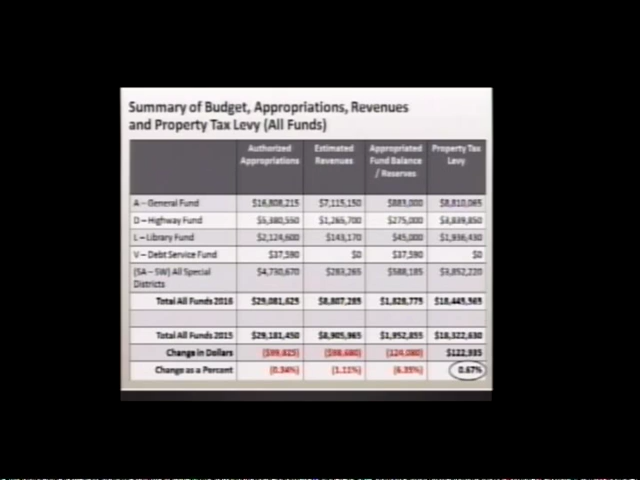 Summary of Budget, Appropriations, Revenues
and Property Tax Levy (All Funds)
Authorized Appropriations Estimated Revenues Appropriated Fund Balance / Reserves Property Tax Levy
A – General Fund $16,808,215 $7,115,150 $883,000 $8,810,065
D – Highway Fund $5,380,550 $1,265,700 $275,000 $3,839,850
L – Library Fund $2,124,600 $143,170 $45,000 $1,936,430
V – Debt Service Fund $37,590 $0 $37,590 $0
(SA – SW) All Special Districts $4,730,670 $283,265 $588,185 $3,859,220
Total All Funds 2016 $29,081,625 $8,807,285 $1,828,775 $18,445,565
Total All Funds 2015 $29,181,450 $8,905,965 $1,952,855 $18,322,630
Change in Dollars ($99,825) ($98,680) (124,080) $122,935
Change as a Percent (0.34%) (1.11%) (6.35%) 0.67%